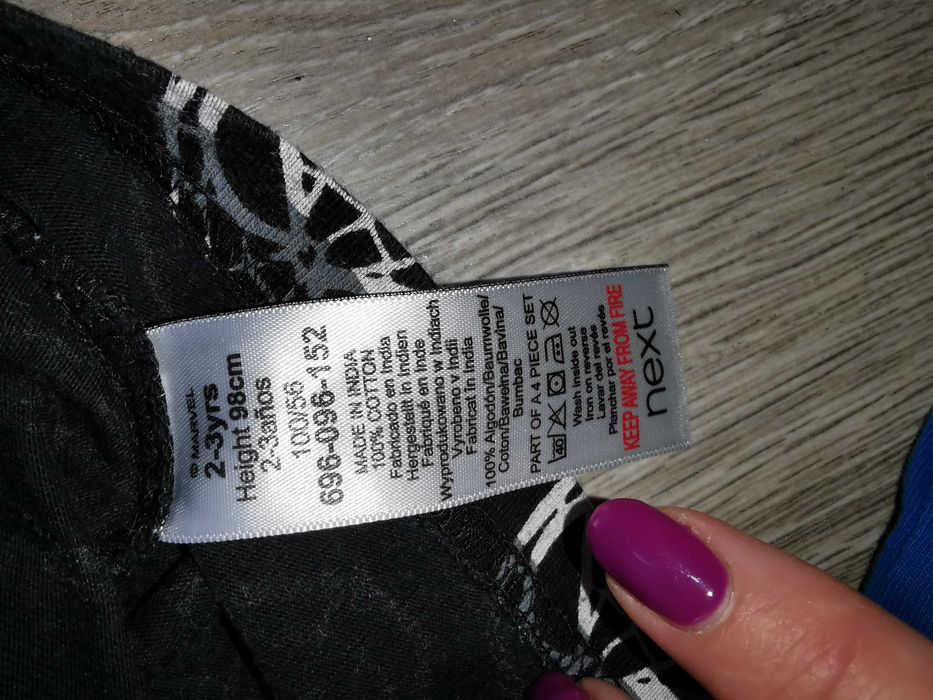 © MARVEL
2-3yrs
Height 98cm
2-3años
100/56
696-096-152
MADE IN INDIA
100% COTTON
Fabricado en India
Hergestellt in Indien
Fabriqué en Inde
Wyprodukowano w Indiach
Vyrobeno v Indii
Fabricat în India
100% Algodón/Baumwolle/
Coton/Bawełna/Bavlna/
Bumbac
PART OF A 4 PIECE SET
40
Wash inside out
Iron on reverse
Lavar del revés
Planchar por el revés
KEEP AWAY FROM FIRE
next